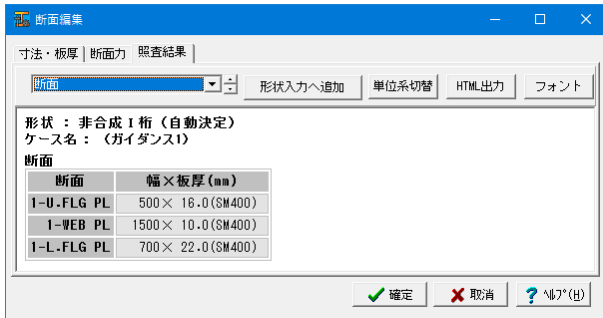 断面編集
寸法・板厚 断面力 照査結果
断面 形状入力へ追加 単位系切替 HTML出力 フォント
形状 : 非合成I桁(自動決定)
ケース名 : (ガイダンス1)
断面
断面 幅×板厚(mm)
1-U.FLG PL 500× 16.0(SM400)
1-WEB PL 1500× 10.0(SM400)
1-L.FLG PL 700× 22.0(SM400)
確定 取消 ? ヘルプ(H)